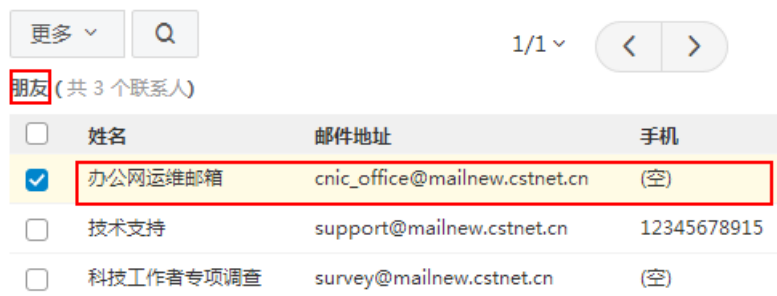 更多
1/1
朋友 ( 共 3 个联系人)
姓名 邮件地址 手机
办公网运维邮箱 cnic_office@mailnew.cstnet.cn (空)
技术支持 support@mailnew.cstnet.cn 12345678915
科技工作者专项调查 survey@mailnew.cstnet.cn (空)